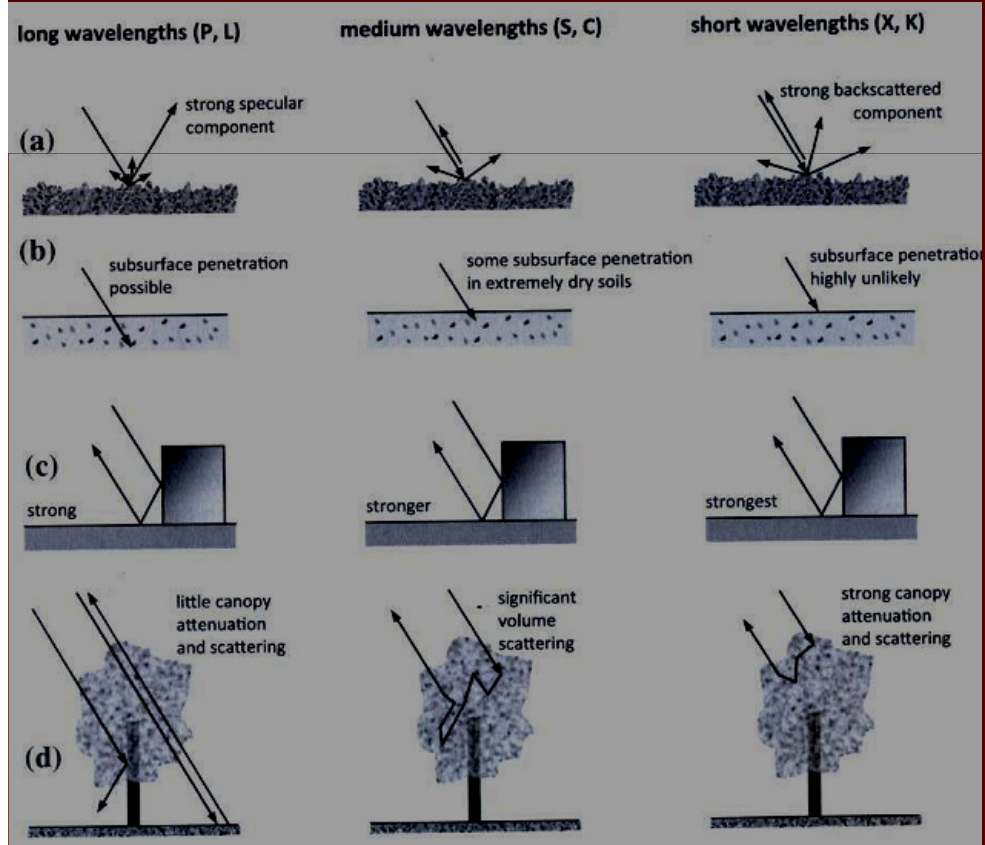 long wavelengths (P, L)
medium wavelengths (S, C)
short wavelengths (X, K)
(a)
strong specular
component
strong backscattered
component
(b)
subsurface penetration
possible
some subsurface penetration
in extremely dry soils
subsurface penetration
highly unlikely
(c)
strong
stronger
strongest
(d)
little canopy
attenuation
and scattering
significant
volume
scattering
strong canopy
attenuation
and scattering